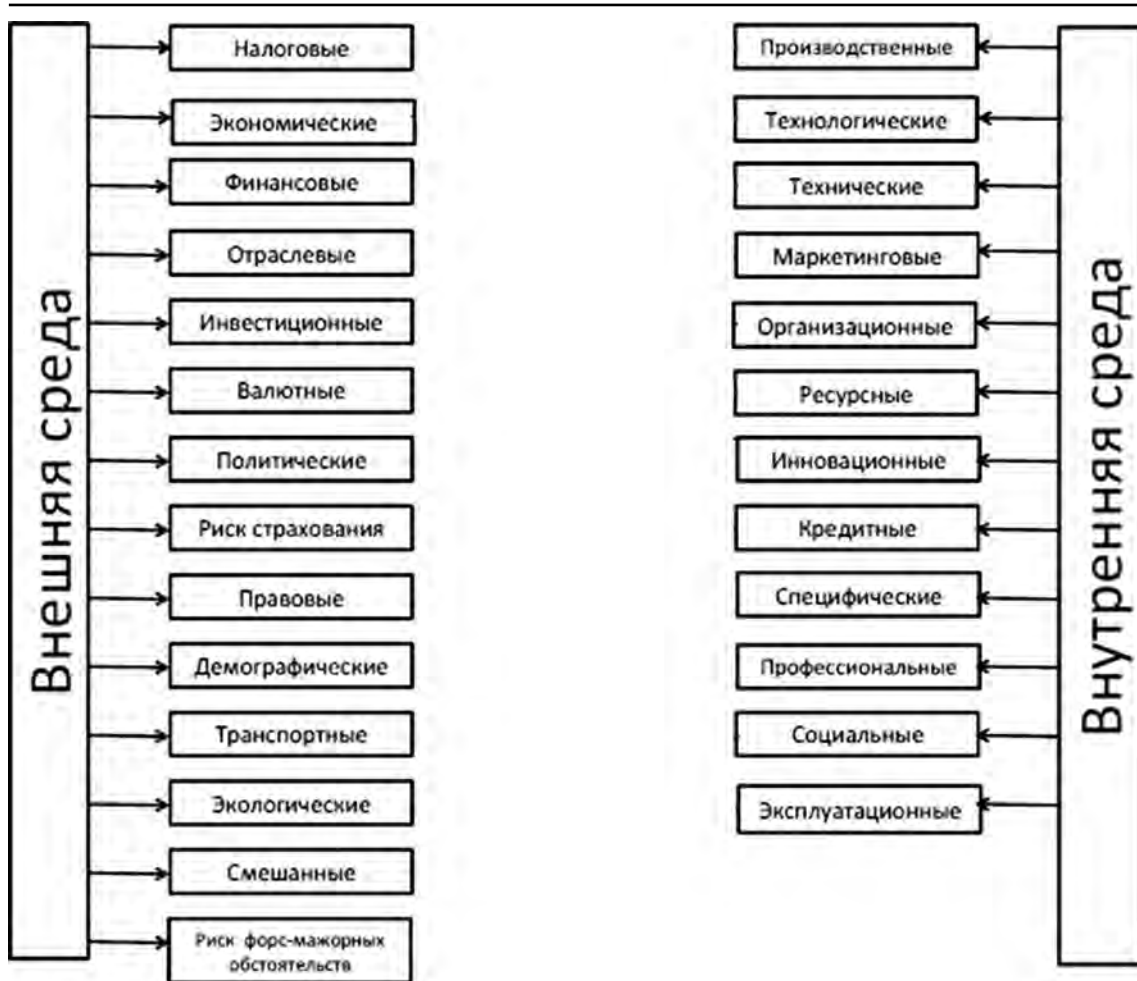 Внешняя среда
Налоговые
Экономические
Финансовые
Отраслевые
Инвестиционные
Валютные
Политические
Риск страхования
Правовые
Демографические
Транспортные
Экологические
Смешанные
Риск форс-мажорных
обстоятельств
Производственные
Технологические
Технические
Маркетинговые
Организационные
Ресурсные
Инновационные
Кредитные
Специфические
Профессиональные
Социальные
Эксплуатационные
Внутренняя среда